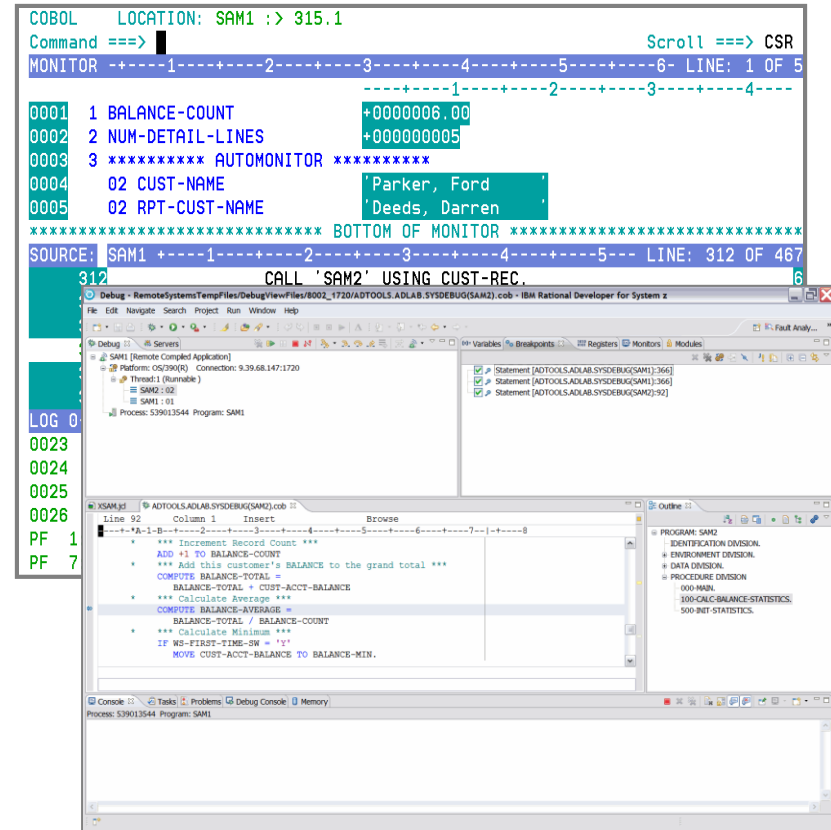 COBOL LOCATION: SAM1 :> 315.1
Command ===> Scroll ===> CSR
MONITOR -+----1----+----2----+----3----+----4----+----5----+----6- LINE: 1 OF 5
----+----1----+----2----+----3----+----4----
0001 1 BALANCE-COUNT +0000006.00
0002 2 NUM-DETAIL-LINES +000000005
0003 3 ********** AUTOMONITOR **********
0004 02 CUST-NAME 'Parker, Ford '
0005 02 RPT-CUST-NAME 'Deeds, Darren '
****************************** BOTTOM OF MONITOR ******************************
SOURCE: SAM1 +----1----+----2----+----3----+----4----+----5--- LINE: 312 OF 467
312 CALL 'SAM2' USING CUST-REC. 6
LOG 0
0023
0024
0025
0026
PF 1
PF 7
Debug - RemoteSystemsTempFiles/DebugViewFiles/8002_1720/ADTOOLS.ADLAB.SYSDEBUG(SAM2).cob - IBM Rational Developer for System z
File Edit Navigate Search Project Run Window Help
Fault Analy...
Debug Servers
SAM1 [Remote Compiled Application]
Platform: OS/390(R) Connection: 9.39.68.147:1720
Thread:1 (Runnable )
SAM2 : 02
SAM1 : 01
Process: 539013544 Program: SAM1
Variables Breakpoints Registers Monitors Modules
Statement [ADTOOLS.ADLAB.SYSDEBUG(SAM1):366]
Statement [ADTOOLS.ADLAB.SYSDEBUG(SAM1):366]
Statement [ADTOOLS.ADLAB.SYSDEBUG(SAM2):92]
XSAM.jcl ADTOOLS.ADLAB.SYSDEBUG(SAM2).cob
Line 92 Column 1 Insert Browse
---+-*A-1-B--+----2----+----3----+----4----+----5----+----6----+----7--|-+----8
* *** Increment Record Count ***
ADD +1 TO BALANCE-COUNT
* *** Add this customer's BALANCE to the grand total ***
COMPUTE BALANCE-TOTAL =
BALANCE-TOTAL + CUST-ACCT-BALANCE
* *** Calculate Average ***
COMPUTE BALANCE-AVERAGE =
BALANCE-TOTAL / BALANCE-COUNT
* *** Calculate Minimum ***
IF WS-FIRST-TIME-SW = 'Y'
MOVE CUST-ACCT-BALANCE TO BALANCE-MIN.
Outline
PROGRAM: SAM2
IDENTIFICATION DIVISION.
ENVIRONMENT DIVISION.
DATA DIVISION.
PROCEDURE DIVISION
000-MAIN.
100-CALC-BALANCE-STATISTICS.
500-INIT-STATISTICS.
Console Tasks Problems Debug Console Memory
Process: 539013544 Program: SAM1